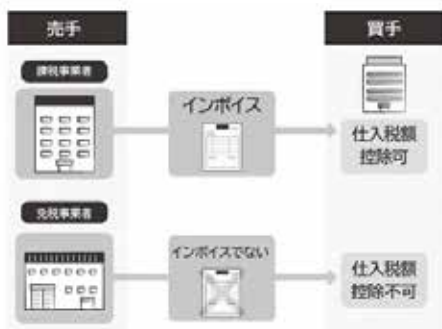 売手
買手
課税事業者
インボイス
仕入税額
控除可
免税事業者
インボイスでない
仕入税額
控除不可